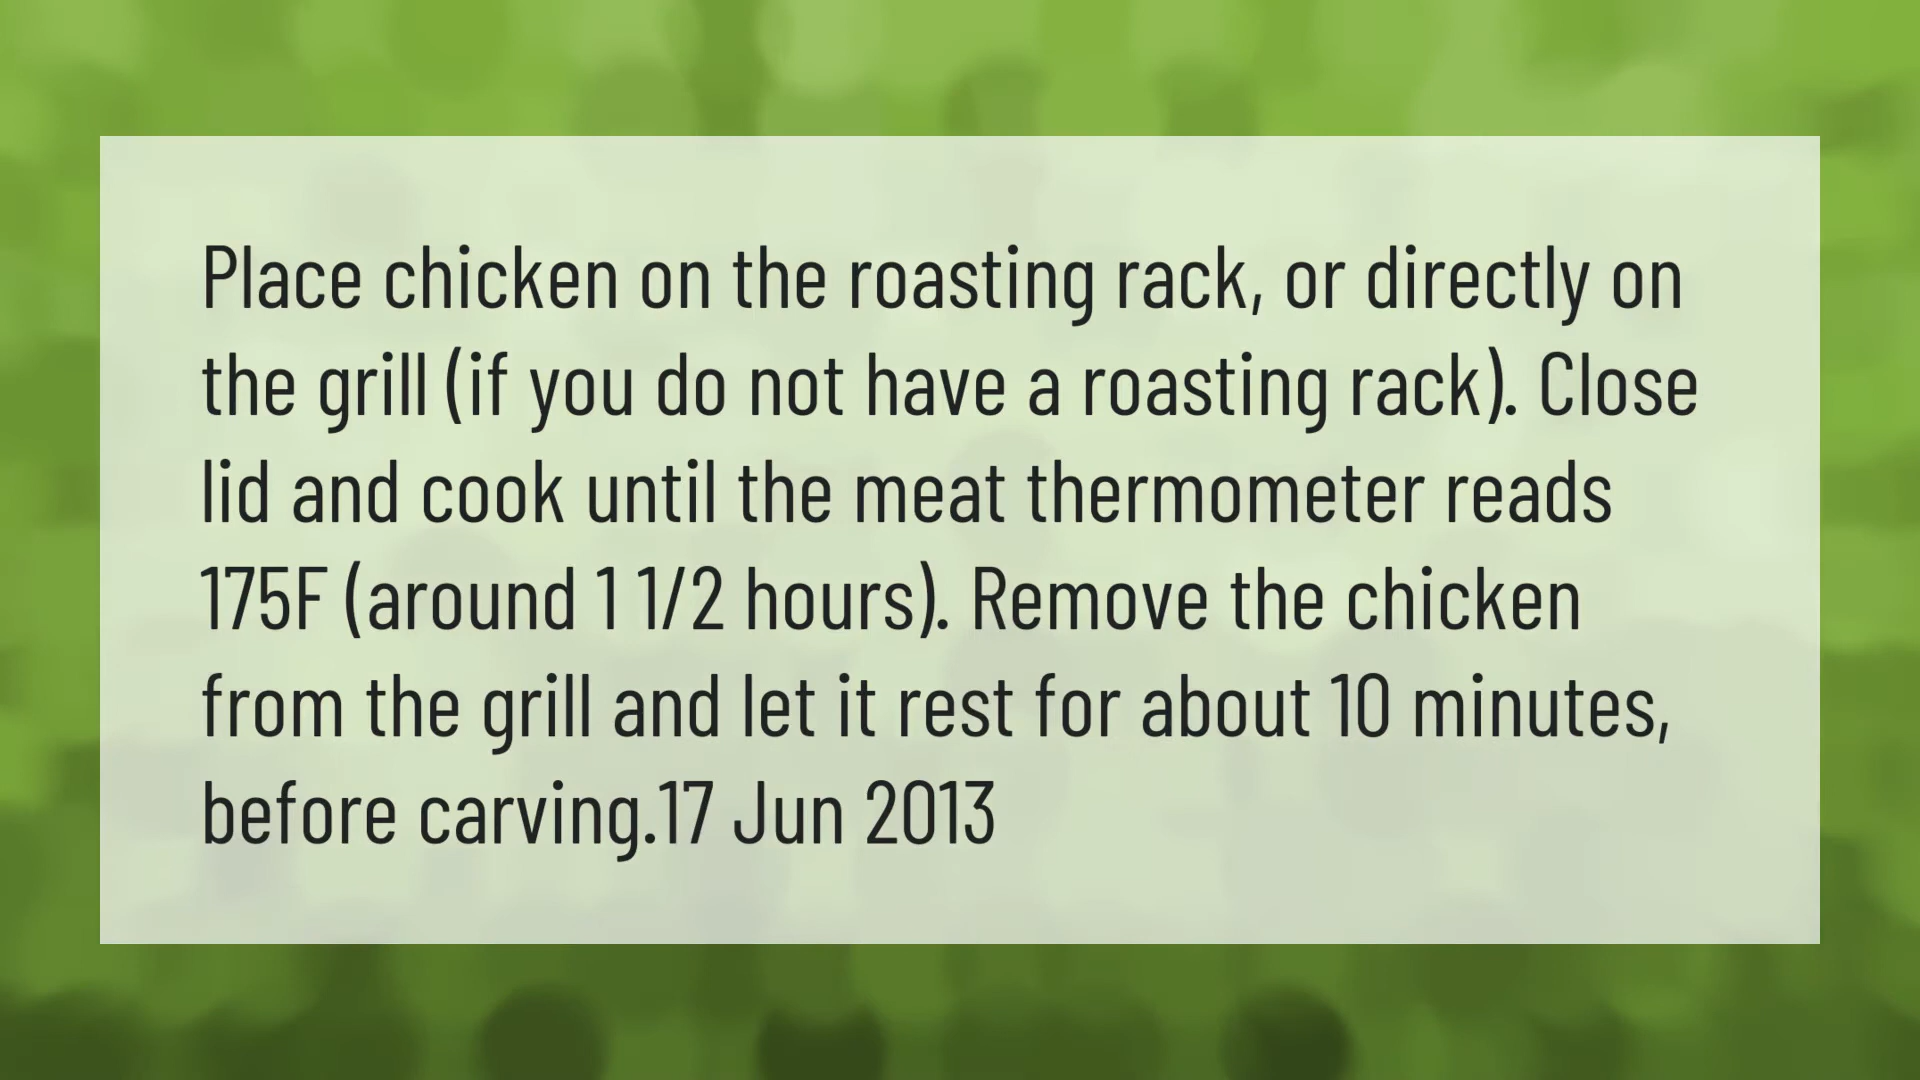 Place chicken on the roasting rack, or directly on
the grill (if you do not have a roasting rack). Close
lid and cook until the meat thermometer reads
175F (around 1 1/2 hours). Remove the chicken
from the grill and let it rest for about 10 minutes,
before carving.17 Jun 2013